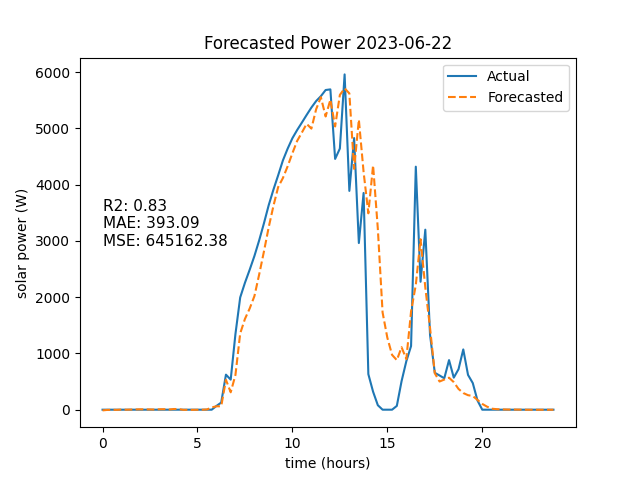 Forecasted Power 2023-06-22
Actual
Forecasted
R2: 0.83
MAE: 393.09
MSE: 645162.38
solar power (W)
6000
5000
4000
3000
2000
1000
0
0 5 10 15 20
time (hours)